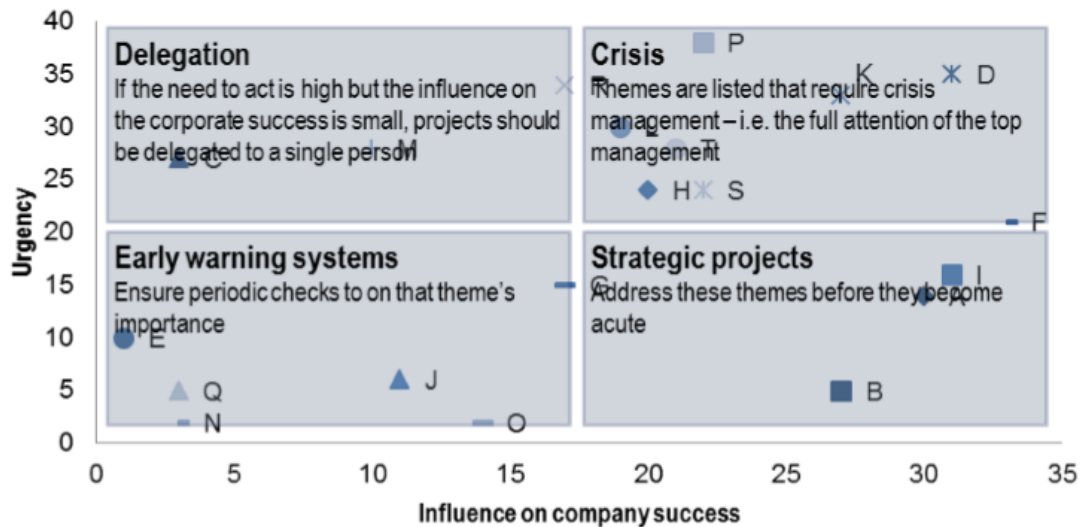 40
35
30
25
20
15
10
5
0
Urgency
Delegation
If the need to act is high but the influence on
the corporate success is small, projects should
be delegated to a single person
C
M
Crisis
Themes are listed that require crisis
management – i.e. the full attention of the top
management
P
K
D
T
H
S
F
Early warning systems
Ensure periodic checks to on that theme's
importance
G
E
Q
J
N
O
Strategic projects
Address these themes before they become
acute
I
A
B
0
5
10
15
20
25
30
35
Influence on company success